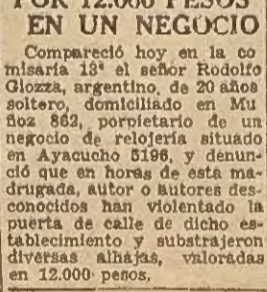 POR 12.000 PESOS
EN UN NEGOCIO
Compareció hoy en la co
misaría 13ª el señor Rodolfo
Glozza, argentino, de 20 años
soltero, domiciliado en Mu
ñoz 862, porpietario de un
negocio de relojería situado
en Ayacucho 5196, y denun-
ció que en horas de esta ma-
drugada, autor o autores des-
conocidos han violentado la
puerta de calle de dicho es-
tablecimiento y substrajeron
diversas alhajas, valoradas
en 12.000 pesos.